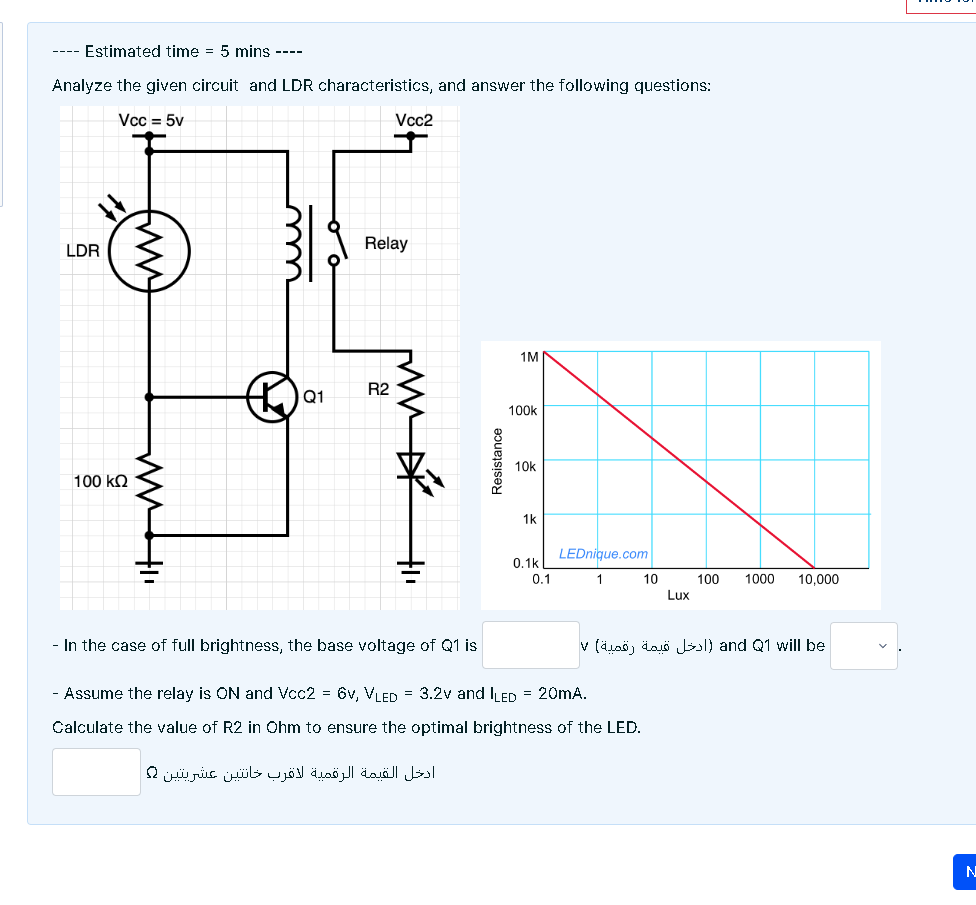 ---- Estimated time = 5 mins ----
Analyze the given circuit and LDR characteristics, and answer the following questions:
Vcc = 5v
Vcc2
LDR
Relay
Q1
R2
100 kΩ
1M
100k
10k
1k
0.1k
Resistance
LEDnique.com
0.1
1
10
100
1000
10,000
Lux
- In the case of full brightness, the base voltage of Q1 is v (ادخل قيمة رقمية) and Q1 will be .
- Assume the relay is ON and Vcc2 = 6v, VLED = 3.2v and ILED = 20mA.
Calculate the value of R2 in Ohm to ensure the optimal brightness of the LED.
ادخل القيمة الرقمية لاقرب خانتين عشريتين Ω
N